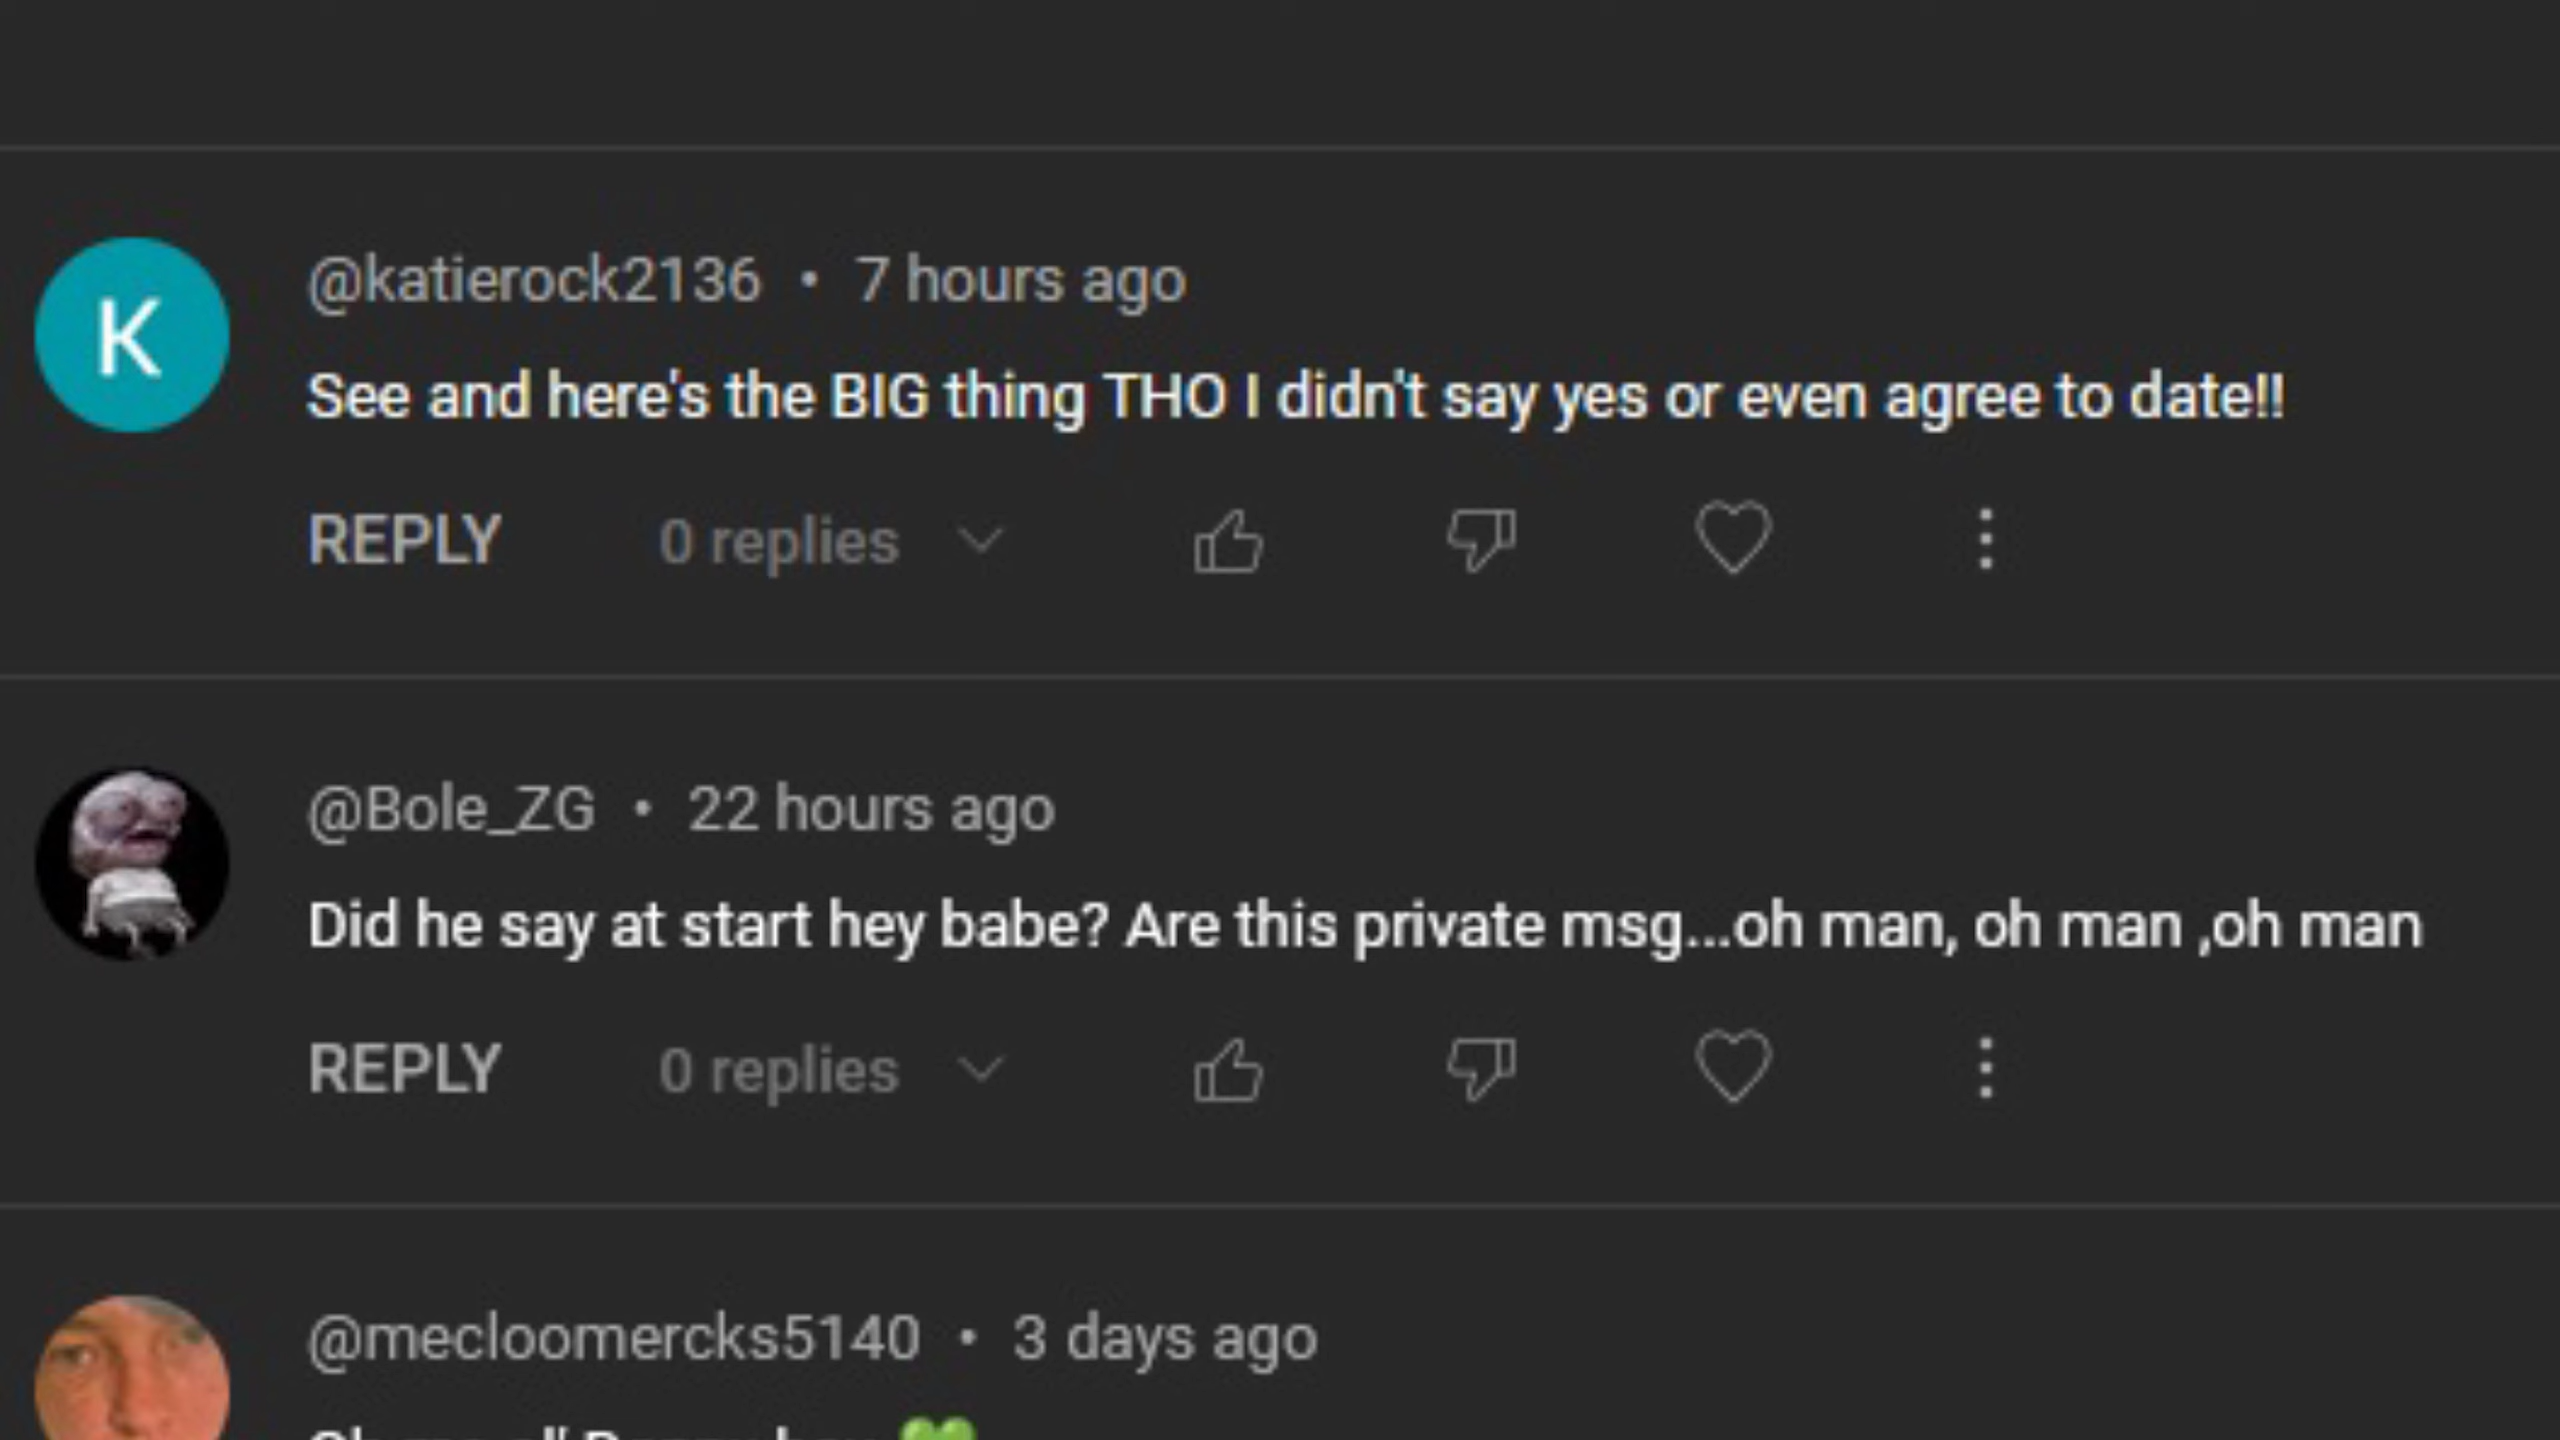 K
@katierock2136 • 7 hours ago
See and here's the BIG thing THO I didn't say yes or even agree to date!!
REPLY 0 replies
@Bole_ZG • 22 hours ago
Did he say at start hey babe? Are this private msg...oh man, oh man ,oh man
REPLY 0 replies
@mecloomercks5140 • 3 days ago